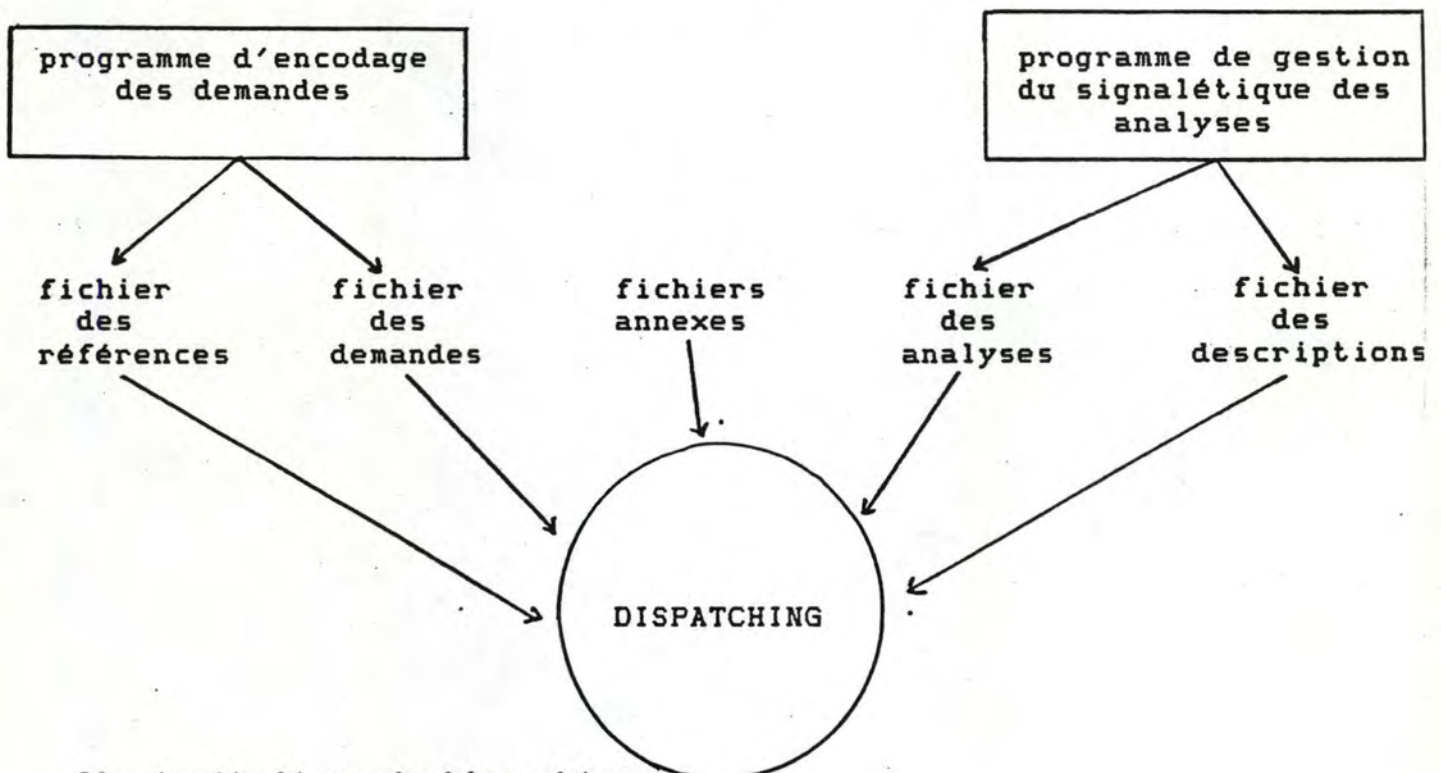 programme d'encodage
des demandes
programme de gestion
du signalétique des
analyses
fichier
des
références
fichier
des
demandes
fichiers
annexes
fichier
des
analyses
fichier
des
descriptions
DISPATCHING